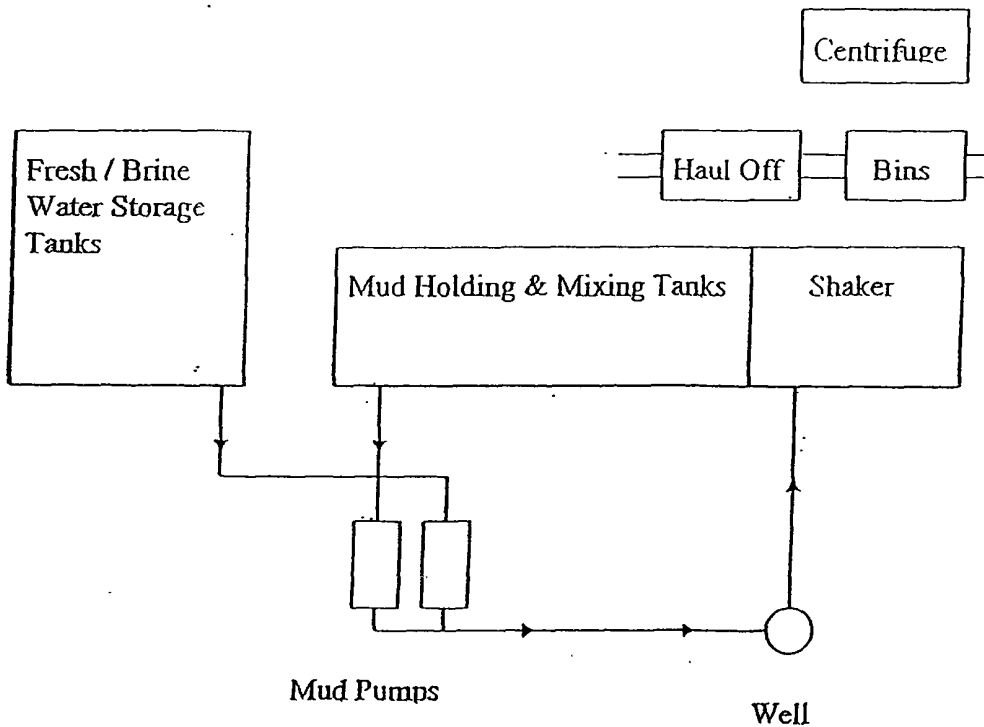 Centrifuge
Fresh / Brine
Water Storage
Tanks
Haul Off
Bins
Mud Holding & Mixing Tanks
Shaker
Mud Pumps
Well